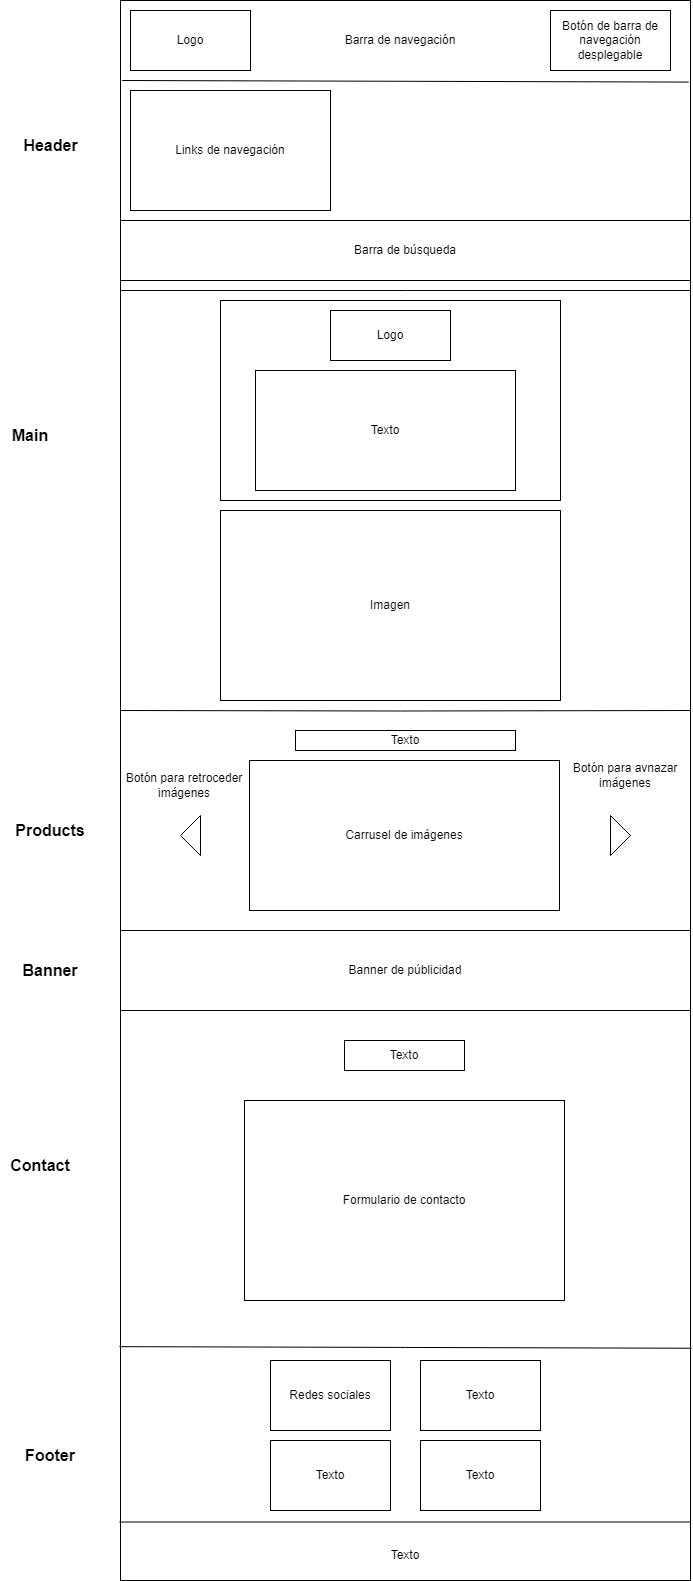 Logo
Barra de navegación
Botón de barra de
navegación
desplegable
Header
Links de navegación
Barra de búsqueda
Logo
Main
Texto
Imagen
Texto
Botón para retroceder
imágenes
Botón para avnazar
imágenes
Products
Carrusel de imágenes
Banner
Banner de públicidad
Texto
Contact
Formulario de contacto
Redes sociales
Texto
Footer
Texto
Texto
Texto